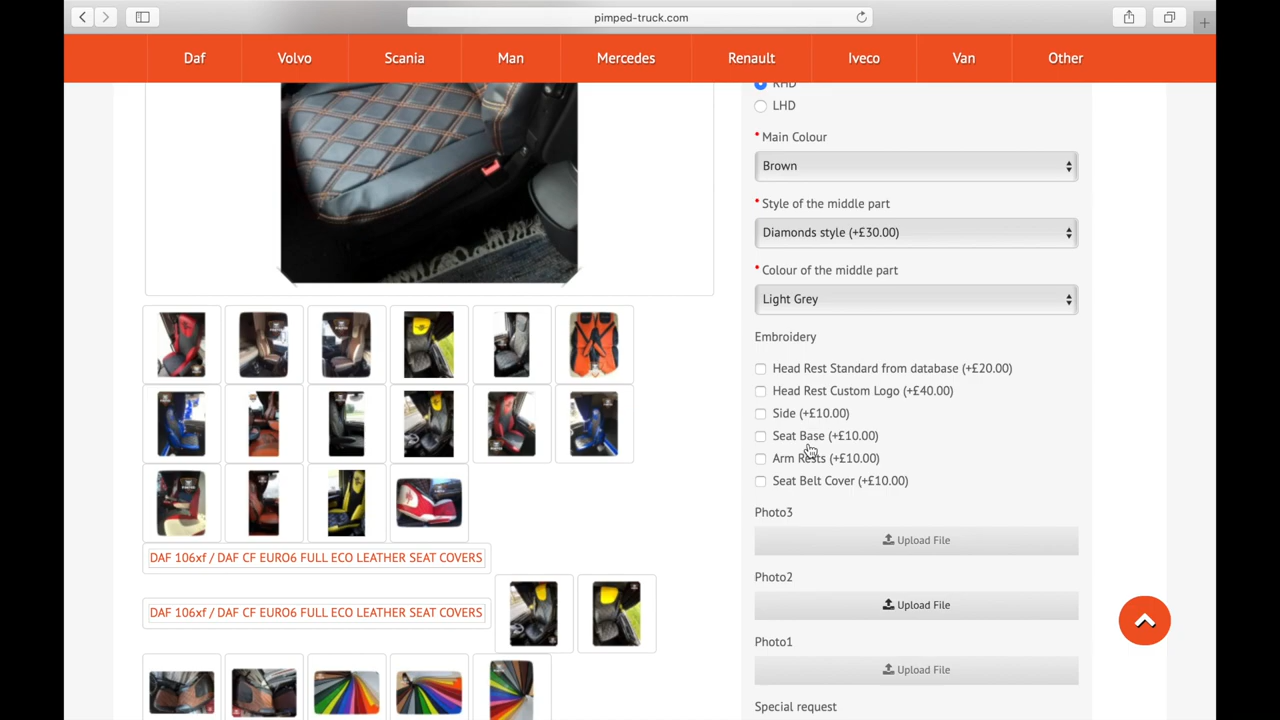 pimped-truck.com
Daf
Volvo
Scania
Man
Mercedes
Renault
Iveco
Van
Other
RHD
LHD
* Main Colour
Brown
* Style of the middle part
Diamonds style (+£30.00)
* Colour of the middle part
Light Grey
Embroidery
Head Rest Standard from database (+£20.00)
Head Rest Custom Logo (+£40.00)
Side (+£10.00)
Seat Base (+£10.00)
Arm Rests (+£10.00)
Seat Belt Cover (+£10.00)
Photo3
Upload File
Photo2
Upload File
Photo1
Upload File
Special request
DAF 106xf / DAF CF EURO6 FULL ECO LEATHER SEAT COVERS
DAF 106xf / DAF CF EURO6 FULL ECO LEATHER SEAT COVERS